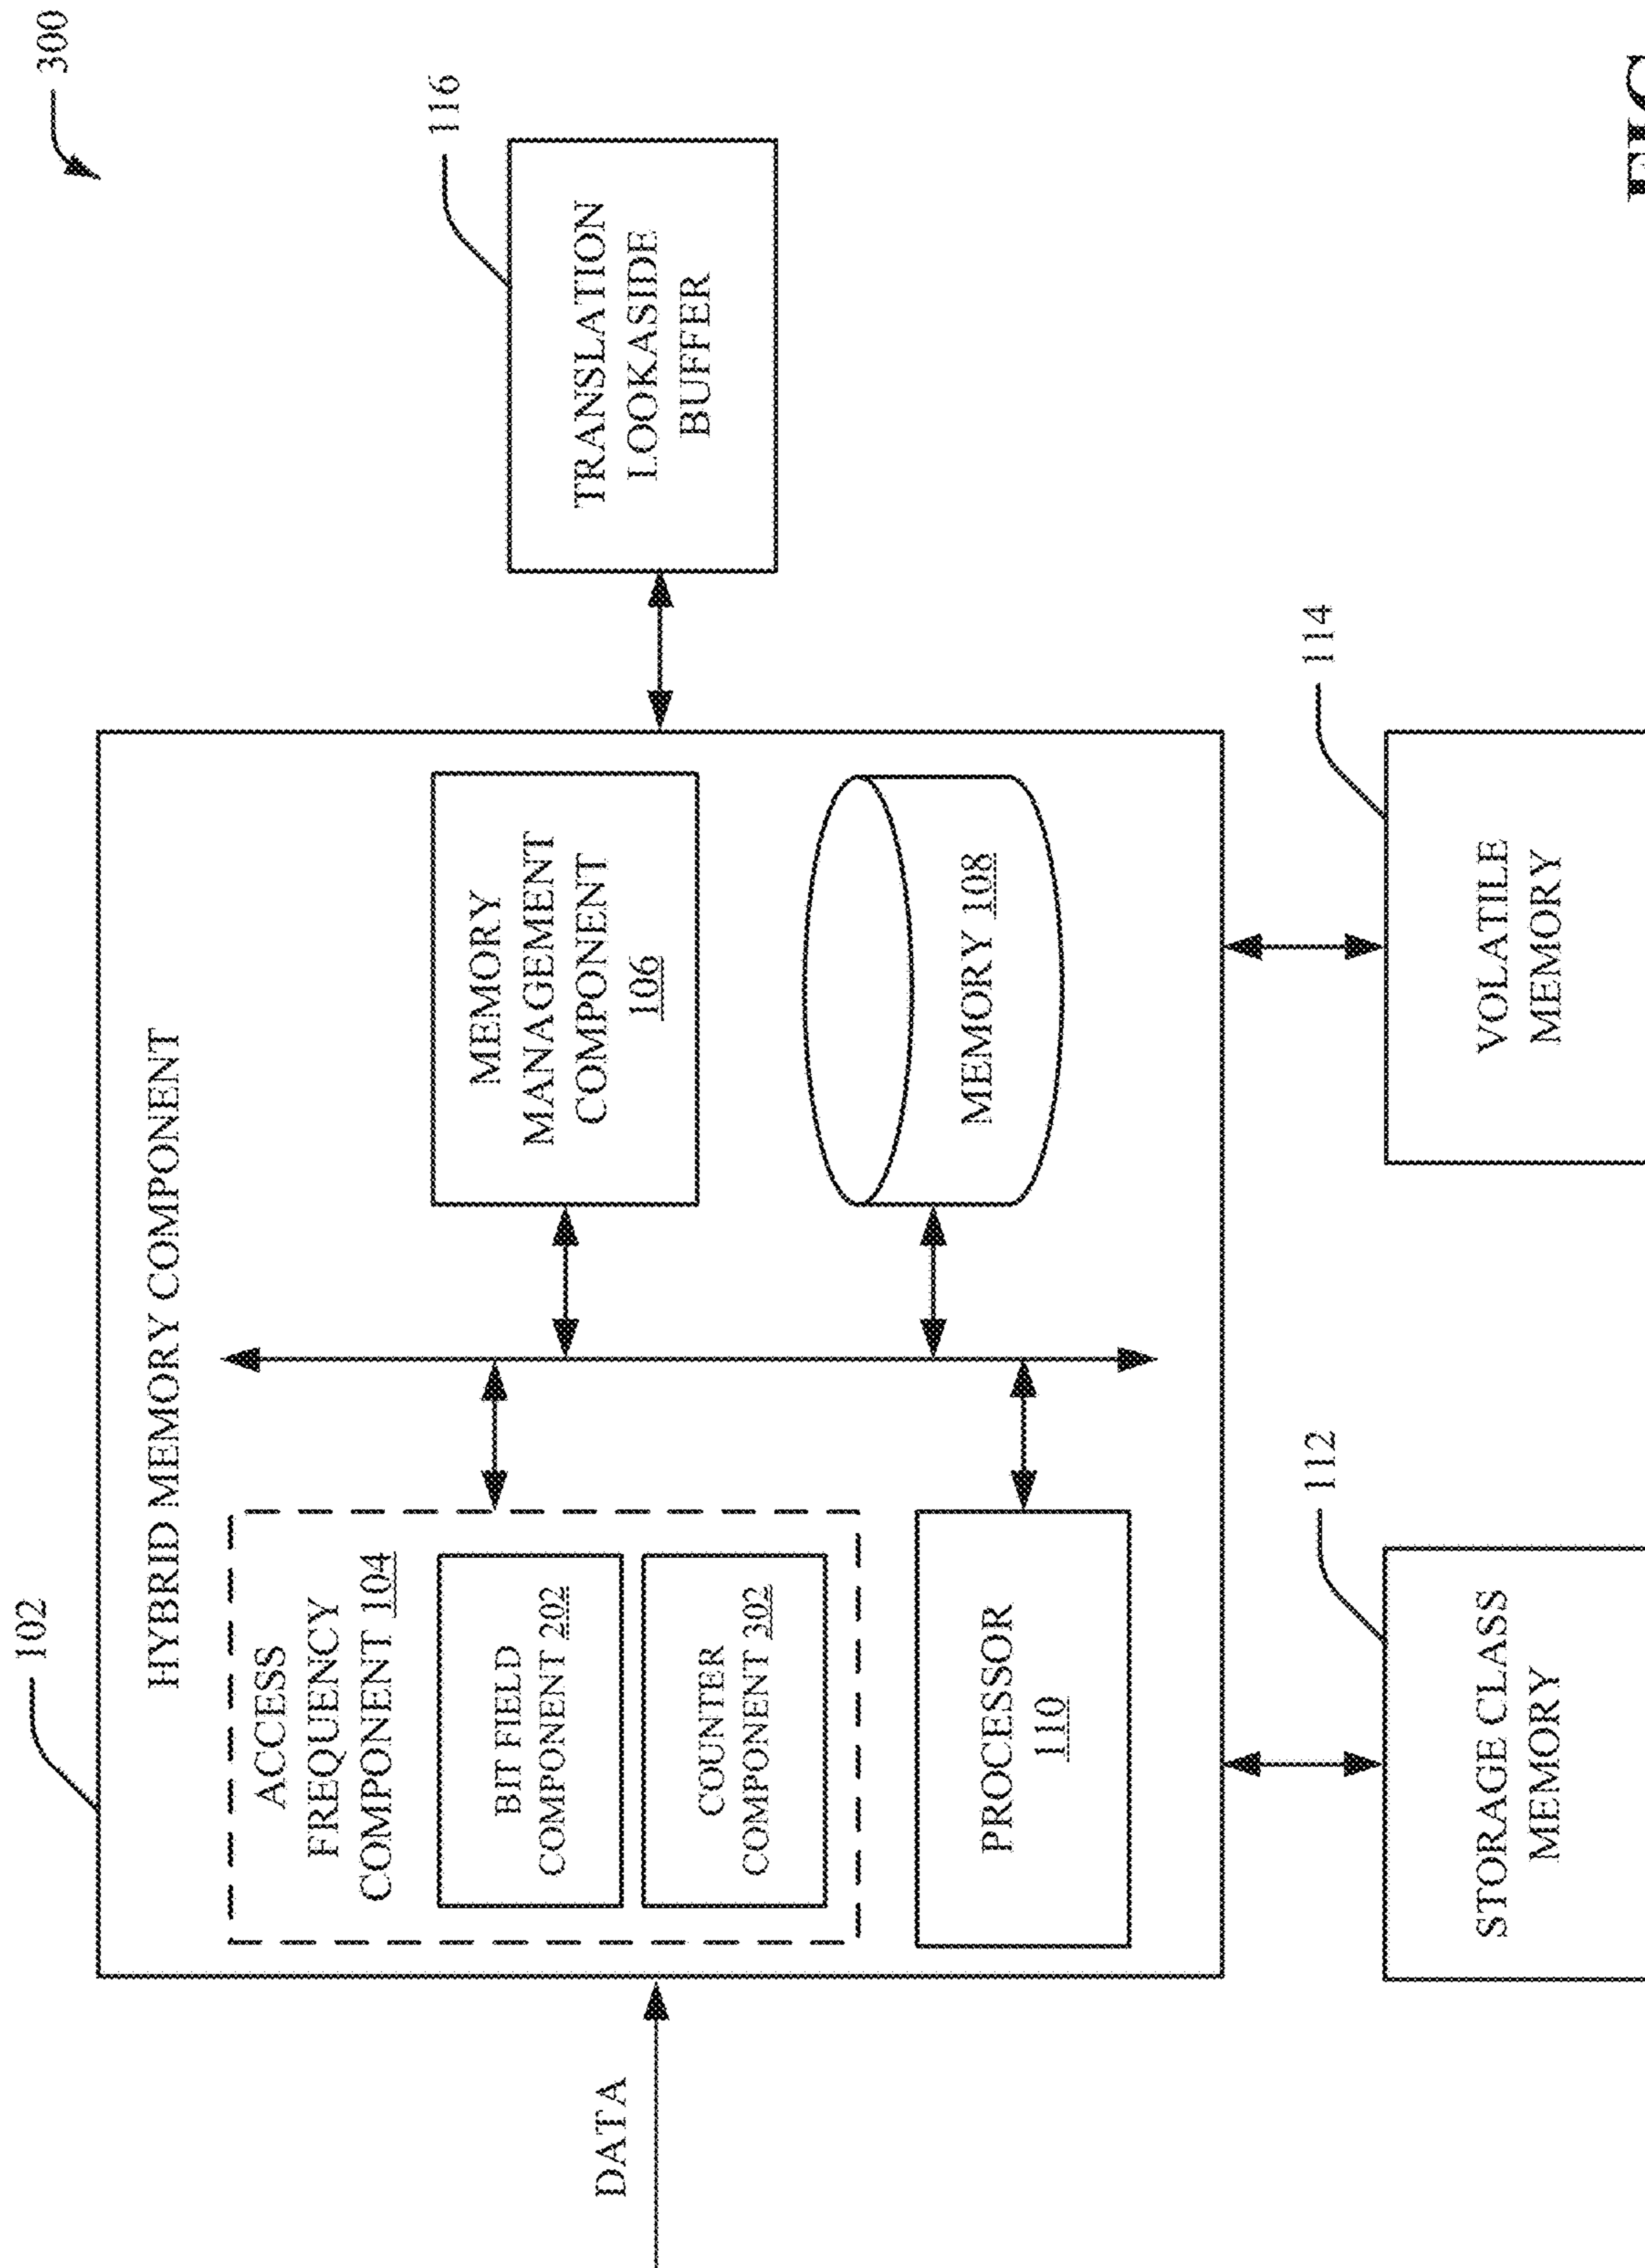 300
102
HYBRID MEMORY COMPONENT
ACCESS
FREQUENCY
COMPONENT 104
BIT FIELD
COMPONENT 202
COUNTER
COMPONENT 302
PROCESSOR
110
MEMORY
MANAGEMENT
COMPONENT
106
MEMORY 108
DATA
116
TRANSLATION
LOOKASIDE
BUFFER
112
STORAGE CLASS
MEMORY
114
VOLATILE
MEMORY